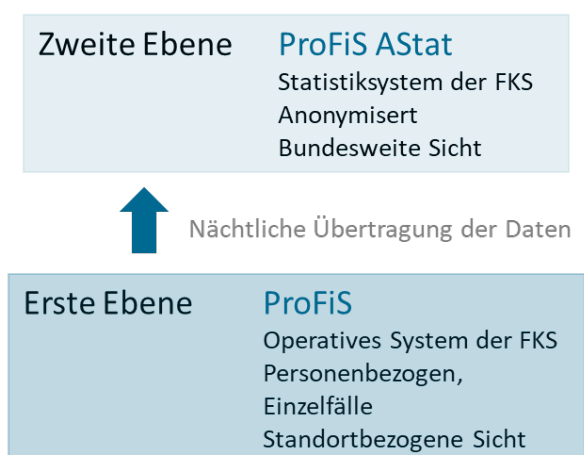 Zweite Ebene ProFiS AStat
Statistiksystem der FKS
Anonymisert
Bundesweite Sicht
Nächtliche Übertragung der Daten
Erste Ebene ProFiS
Operatives System der FKS
Personenbezogen,
Einzelfälle
Standortbezogene Sicht